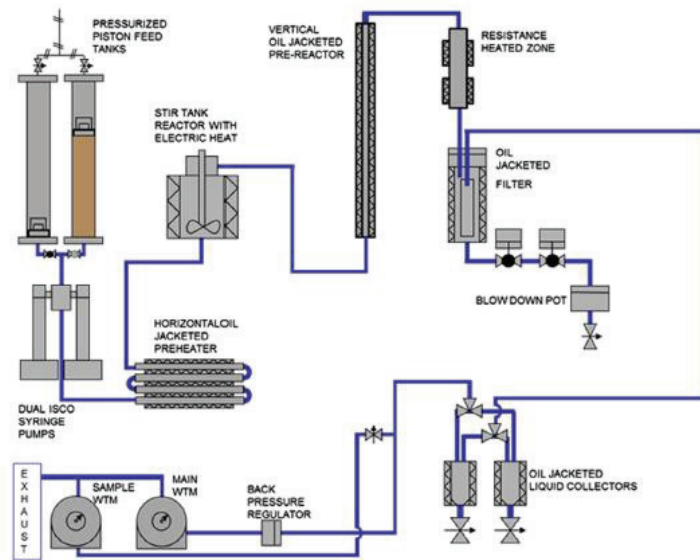 PRESSURIZED
PISTON FEED
TANKS
VERTICAL
OIL JACKETED
PRE-REACTOR
RESISTANCE
HEATED ZONE
STIR TANK
REACTOR WITH
ELECTRIC HEAT
OIL
JACKETED
FILTER
BLOW DOWN POT
HORIZONTALOIL
JACKETED
PREHEATER
DUAL ISCO
SYRINGE
PUMPS
EXHAUST
SAMPLE
WTM
MAIN
WTM
BACK
PRESSURE
REGULATOR
OIL JACKETED
LIQUID COLLECTORS